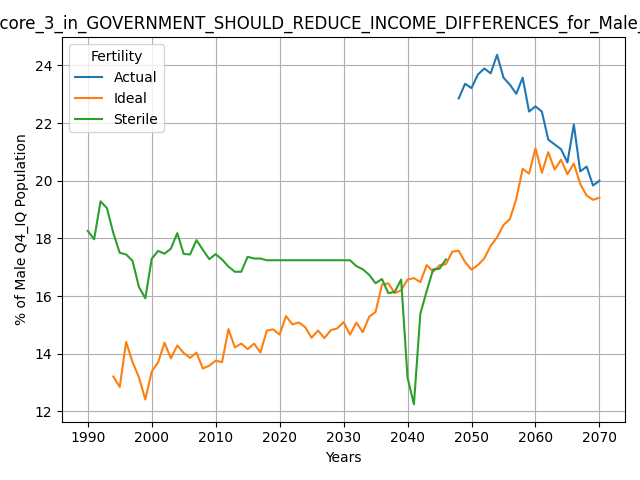 core_3_in_GOVERNMENT_SHOULD_REDUCE_INCOME_DIFFERENCES_for_Male_
Fertility
Actual
Ideal
Sterile
% of Male Q4_IQ Population
24
22
20
18
16
14
12
1990 2000 2010 2020 2030 2040 2050 2060 2070
Years